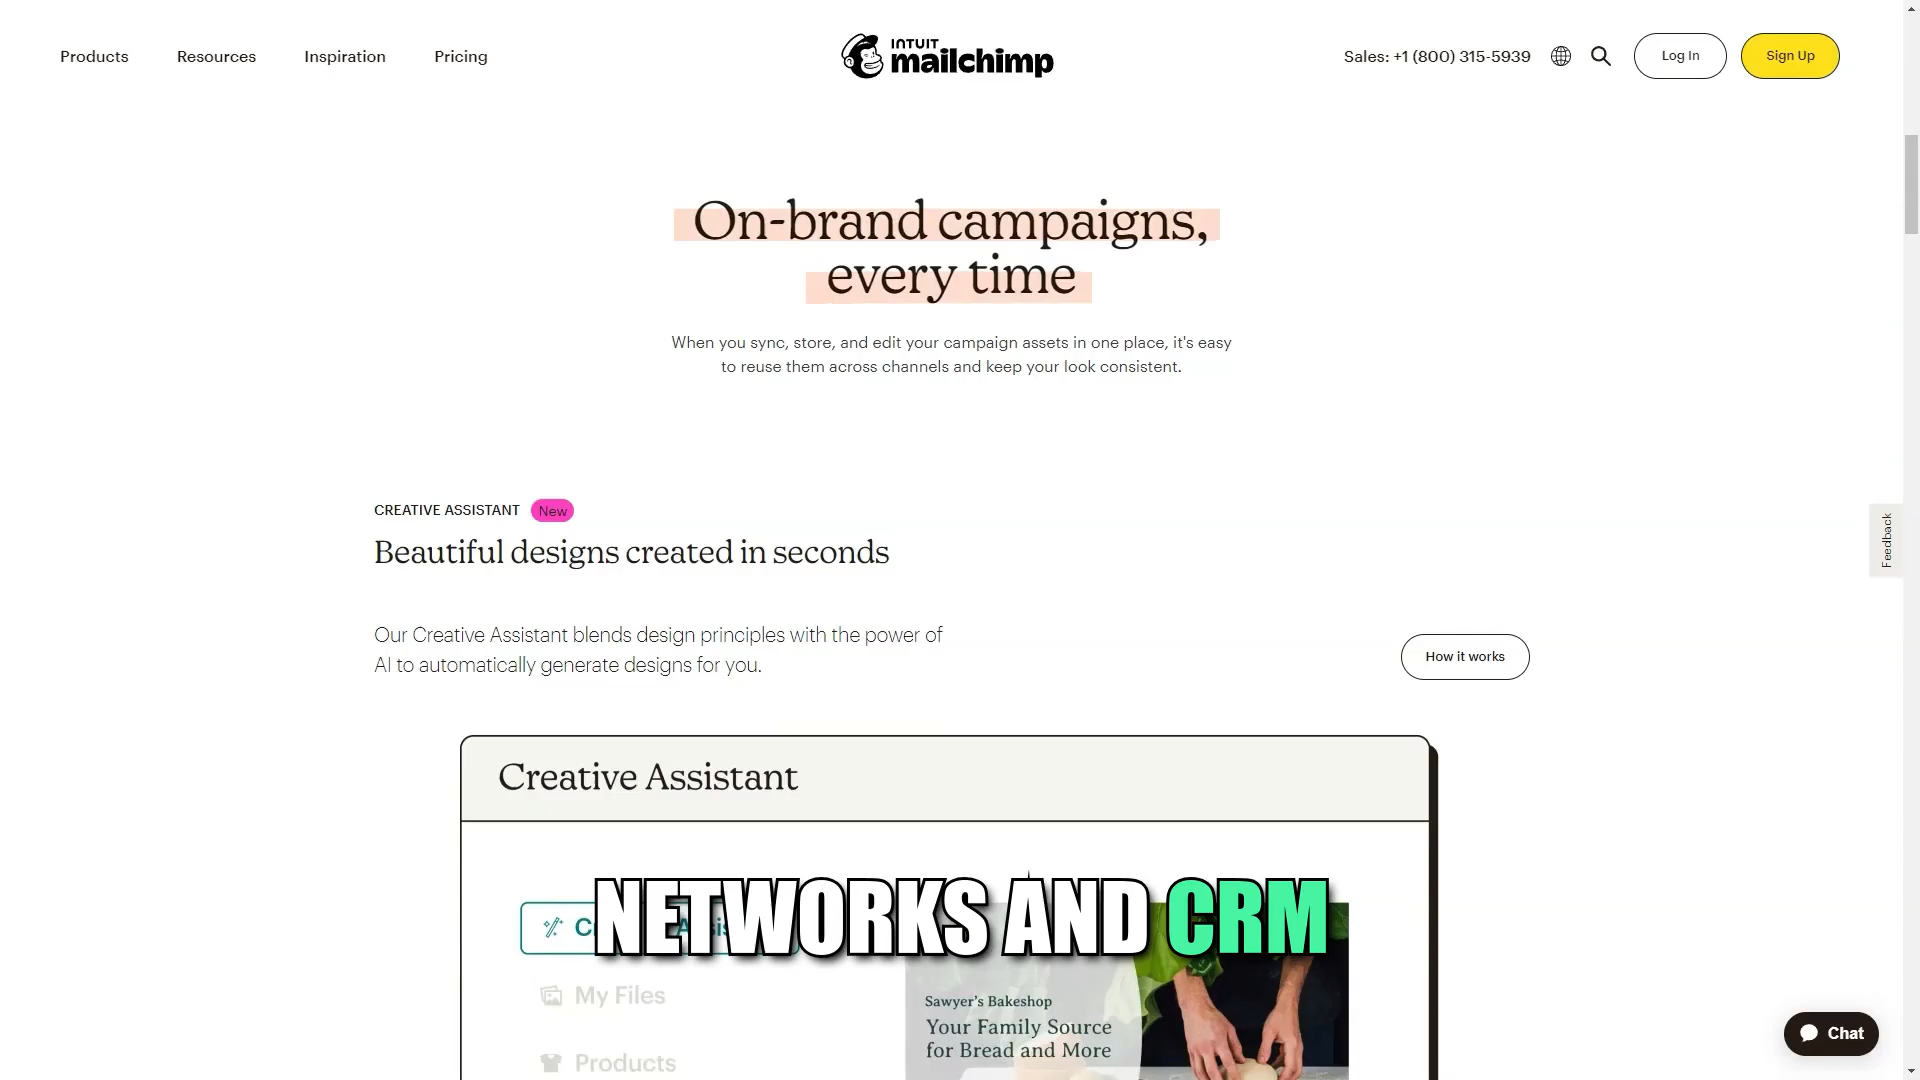 Products
Resources
Inspiration
Pricing
INTUIT
mailchimp
Sales: +1 (800) 315-5939
Log In
Sign Up
On-brand campaigns,
every time
When you sync, store, and edit your campaign assets in one place, it's easy
to reuse them across channels and keep your look consistent.
CREATIVE ASSISTANT
New
Beautiful designs created in seconds
Feedback
Our Creative Assistant blends design principles with the power of
AI to automatically generate designs for you.
How it works
Creative Assistant
NETWORKS AND CRM
My Files
Sawyer's Bakeshop
Your Family Source
for Bread and More
Products
Chat